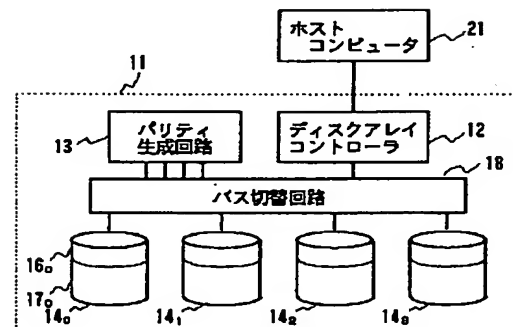 ホスト
コンピュータ
21
11
パリティ
生成回路
13
ディスクアレイ
コントローラ
12
18
バス切替回路
16₀
17₀
14₀
14₁
14₂
14₃